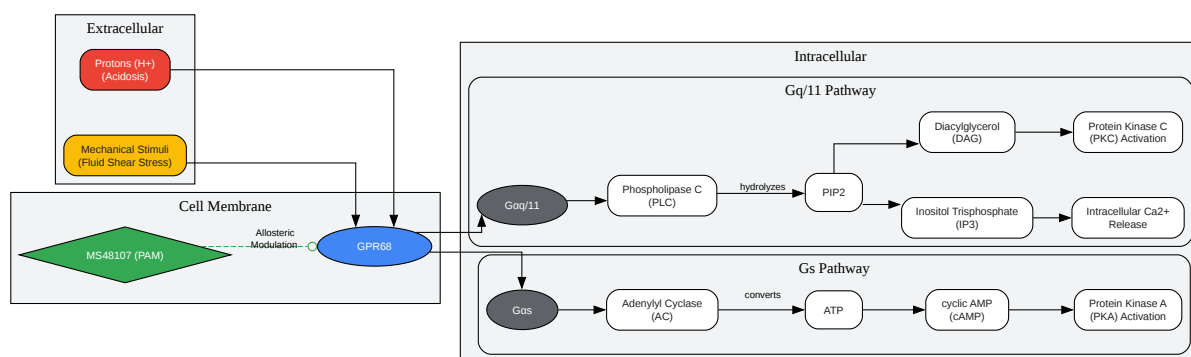 Extracellular
Protons (H+)
(Acidosis)
Mechanical Stimuli
(Fluid Shear Stress)
Cell Membrane
MS48107 (PAM)
Allosteric
Modulation
GPR68
Intracellular
Gq/11 Pathway
Gαq/11
Phospholipase C
(PLC)
hydrolyzes
PIP2
Diacylglycerol
(DAG)
Protein Kinase C
(PKC) Activation
Inositol Trisphosphate
(IP3)
Intracellular Ca2+
Release
Gs Pathway
Gαs
Adenylyl Cyclase
(AC)
converts
ATP
cyclic AMP
(cAMP)
Protein Kinase A
(PKA) Activation